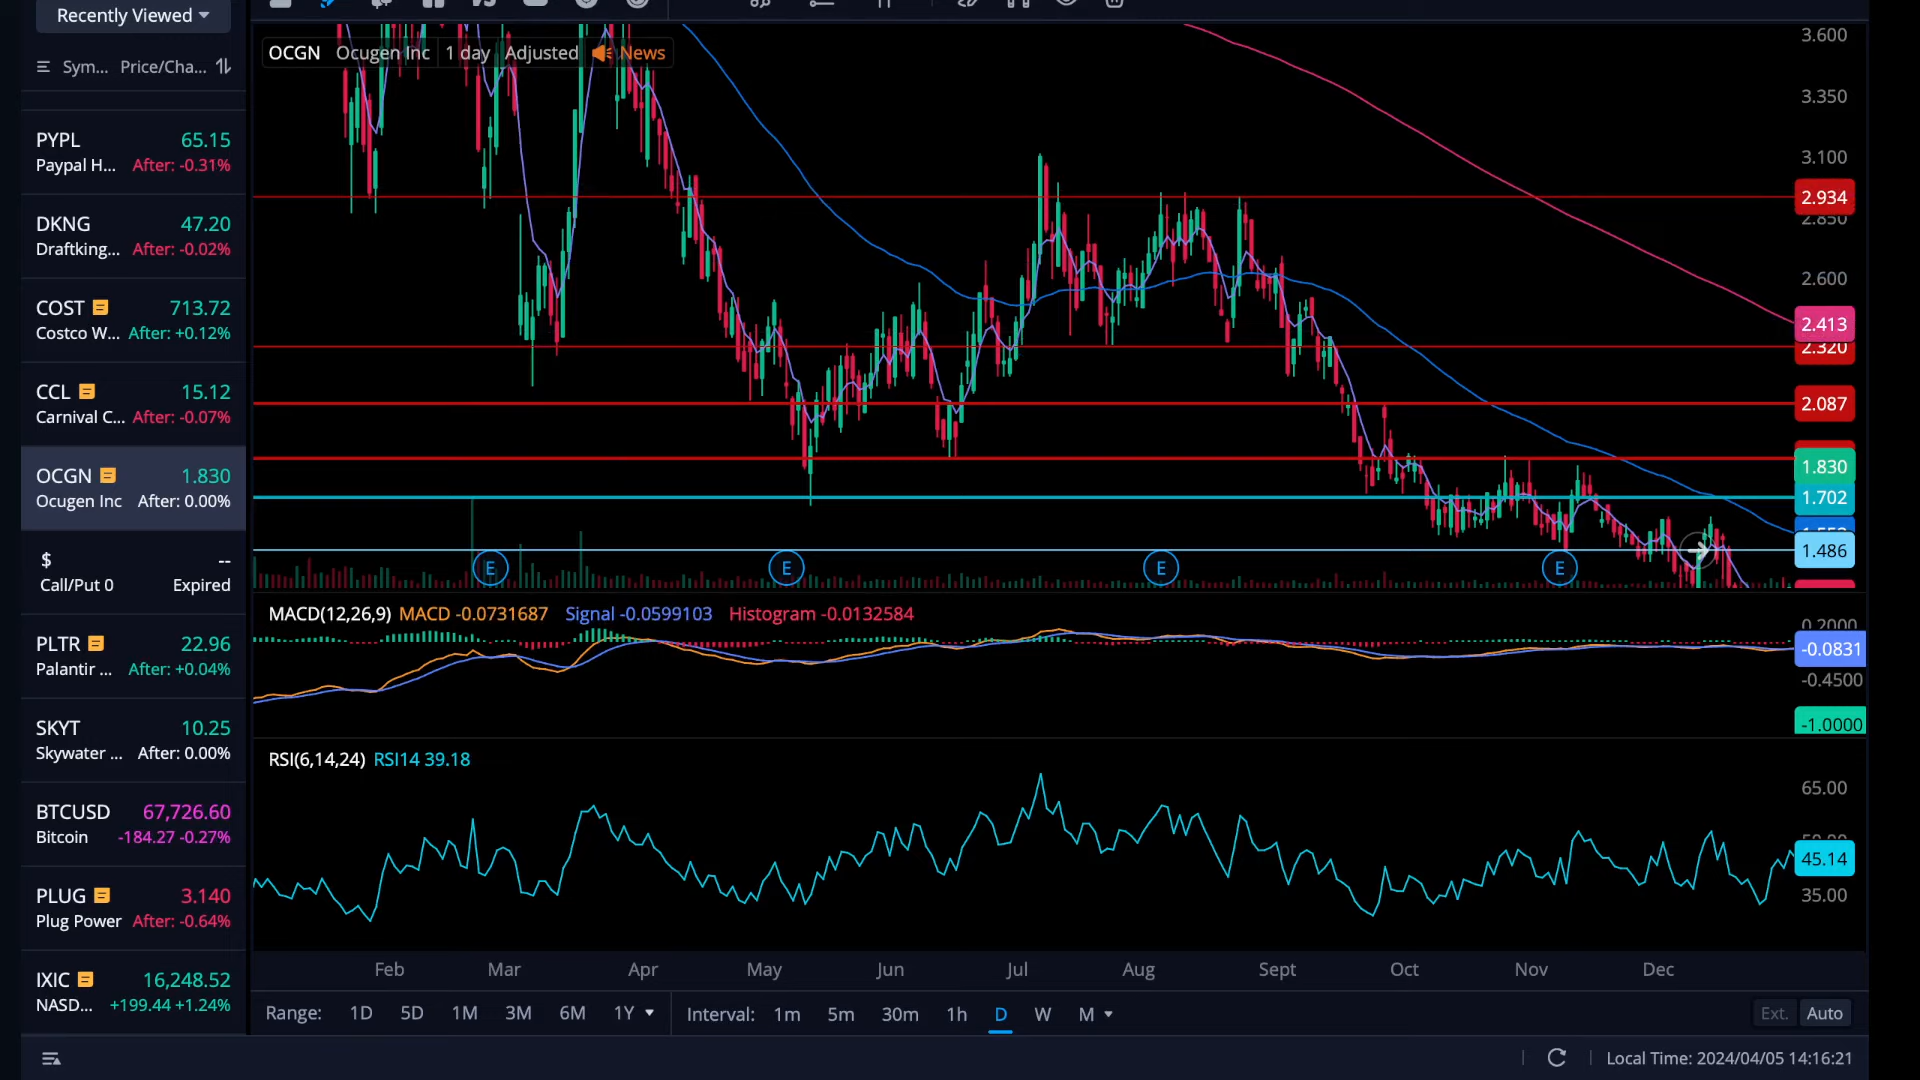 Recently Viewed
Sym... Price/Cha...
PYPL 65.15
Paypal H... After: -0.31%
DKNG 47.20
Draftking... After: -0.02%
COST 713.72
Costco W... After: +0.12%
CCL 15.12
Carnival C... After: -0.07%
OCGN 1.830
Ocugen Inc After: 0.00%
$ --
Call/Put 0 Expired
PLTR 22.96
Palantir ... After: +0.04%
SKYT 10.25
Skywater ... After: 0.00%
BTCUSD 67,726.60
Bitcoin -184.27 -0.27%
PLUG 3.140
Plug Power After: -0.64%
IXIC 16,248.52
NASD... +199.44 +1.24%
OCGN Ocugen Inc 1 day Adjusted News
3.600
3.350
3.100
2.934
2.850
2.600
2.413
2.320
2.087
1.830
1.702
1.486
E E E E
MACD(12,26,9) MACD -0.0731687 Signal -0.0599103 Histogram -0.0132584
0.2000
-0.0831
-0.4500
-1.0000
RSI(6,14,24) RSI14 39.18
65.00
45.14
35.00
Feb Mar Apr May Jun Jul Aug Sept Oct Nov Dec
Range: 1D 5D 1M 3M 6M 1Y Interval: 1m 5m 30m 1h D W M Ext. Auto
Local Time: 2024/04/05 14:16:21